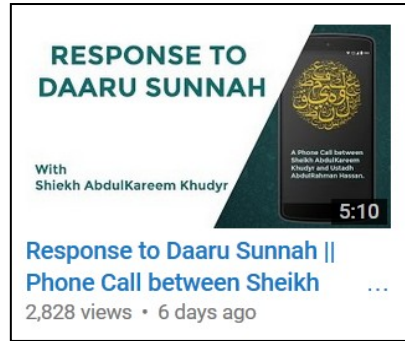 RESPONSE TO
DAARU SUNNAH
With
Shiekh AbdulKareem Khudyr
A Phone Call between
Sheikh AbdulKareem
Khudyr and Ustadh
AbdulRahman Hassan.
5:10
Response to Daaru Sunnah ||
Phone Call between Sheikh ...
2,828 views • 6 days ago